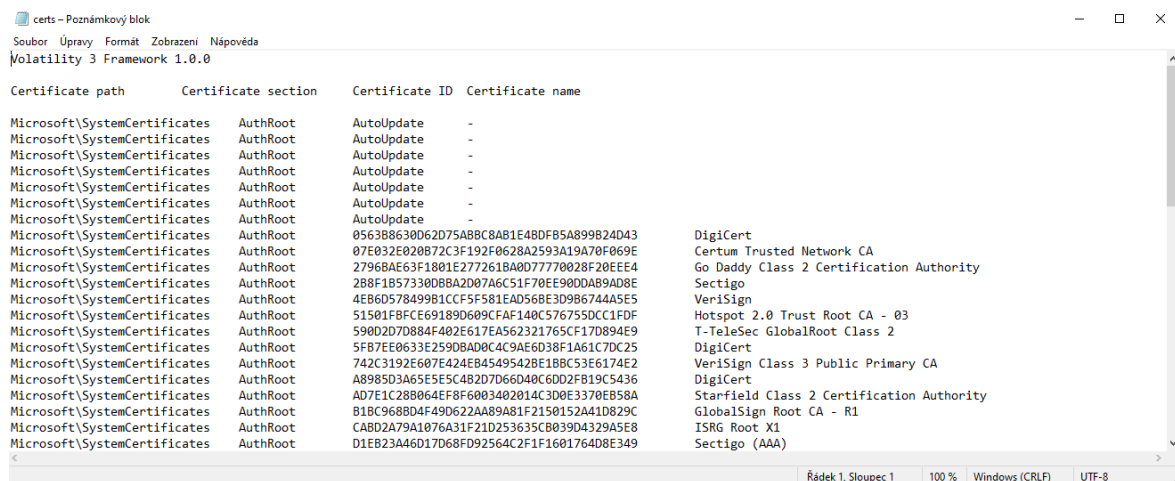 certs – Poznámkový blok
Soubor Úpravy Formát Zobrazení Nápověda
Volatility 3 Framework 1.0.0
Certificate path Certificate section Certificate ID Certificate name
Microsoft\SystemCertificates AuthRoot AutoUpdate -
Microsoft\SystemCertificates AuthRoot AutoUpdate -
Microsoft\SystemCertificates AuthRoot AutoUpdate -
Microsoft\SystemCertificates AuthRoot AutoUpdate -
Microsoft\SystemCertificates AuthRoot AutoUpdate -
Microsoft\SystemCertificates AuthRoot AutoUpdate -
Microsoft\SystemCertificates AuthRoot AutoUpdate -
Microsoft\SystemCertificates AuthRoot 0563B8630D62D75ABBC8AB1E4BDFB5A899B24D43 DigiCert
Microsoft\SystemCertificates AuthRoot 07E032E020B72C3F192F0628A2593A19A70F069E Certum Trusted Network CA
Microsoft\SystemCertificates AuthRoot 2796BAE63F1801E277261BA0D77770028F20EEE4 Go Daddy Class 2 Certification Authority
Microsoft\SystemCertificates AuthRoot 2B8F1B57330DBBA2D07A6C51F70EE90DDAB9AD8E Sectigo
Microsoft\SystemCertificates AuthRoot 4EB6D578499B1CCF5F581EAD56BE3D9B6744A5E5 VeriSign
Microsoft\SystemCertificates AuthRoot 51501FBFCE69189D609CFAF140C576755DCC1FDF Hotspot 2.0 Trust Root CA - 03
Microsoft\SystemCertificates AuthRoot 590D2D7D884F402E617EA562321765CF17D894E9 T-TeleSec GlobalRoot Class 2
Microsoft\SystemCertificates AuthRoot 5FB7EE0633E259DBAD0C4C9AE6D38F1A61C7DC25 DigiCert
Microsoft\SystemCertificates AuthRoot 742C3192E607E424EB4549542BE1BBC53E6174E2 VeriSign Class 3 Public Primary CA
Microsoft\SystemCertificates AuthRoot A8985D3A65E5E5C4B2D7D66D40C6DD2FB19C5436 DigiCert
Microsoft\SystemCertificates AuthRoot AD7E1C28B064EF8F6003402014C3D0E3370EB58A Starfield Class 2 Certification Authority
Microsoft\SystemCertificates AuthRoot B1BC968BD4F49D622AA89A81F2150152A41D829C GlobalSign Root CA - R1
Microsoft\SystemCertificates AuthRoot CABD2A79A1076A31F21D253635CB039D4329A5E8 ISRG Root X1
Microsoft\SystemCertificates AuthRoot D1EB23A46D17D68FD92564C2F1F1601764D8E349 Sectigo (AAA)
Řádek 1, Sloupec 1 100 % Windows (CRLF) UTF-8